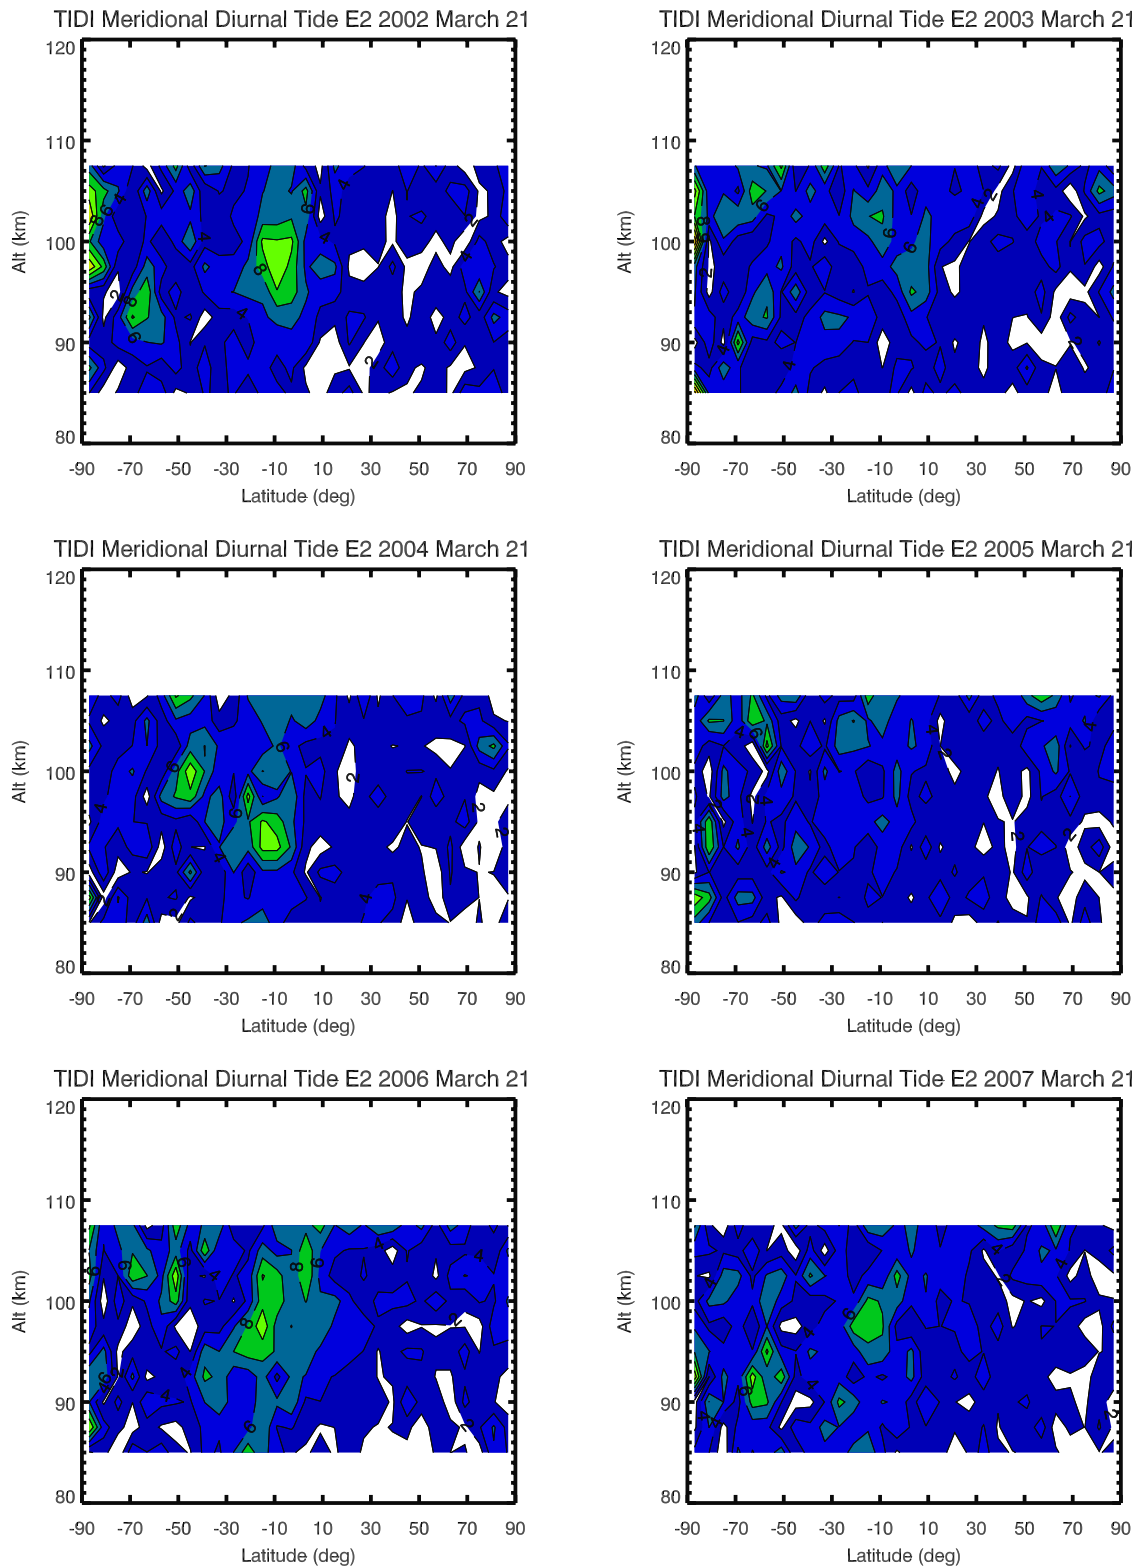 TIDI Meridional Diurnal Tide E2 2002 March 21
120
110
100
90
80
Alt (km)
-90 -70 -50 -30 -10 10 30 50 70 90
Latitude (deg)
TIDI Meridional Diurnal Tide E2 2003 March 21
120
110
100
90
80
Alt (km)
-90 -70 -50 -30 -10 10 30 50 70 90
Latitude (deg)
TIDI Meridional Diurnal Tide E2 2004 March 21
120
110
100
90
80
Alt (km)
-90 -70 -50 -30 -10 10 30 50 70 90
Latitude (deg)
TIDI Meridional Diurnal Tide E2 2005 March 21
120
110
100
90
80
Alt (km)
-90 -70 -50 -30 -10 10 30 50 70 90
Latitude (deg)
TIDI Meridional Diurnal Tide E2 2006 March 21
120
110
100
90
80
Alt (km)
-90 -70 -50 -30 -10 10 30 50 70 90
Latitude (deg)
TIDI Meridional Diurnal Tide E2 2007 March 21
120
110
100
90
80
Alt (km)
-90 -70 -50 -30 -10 10 30 50 70 90
Latitude (deg)